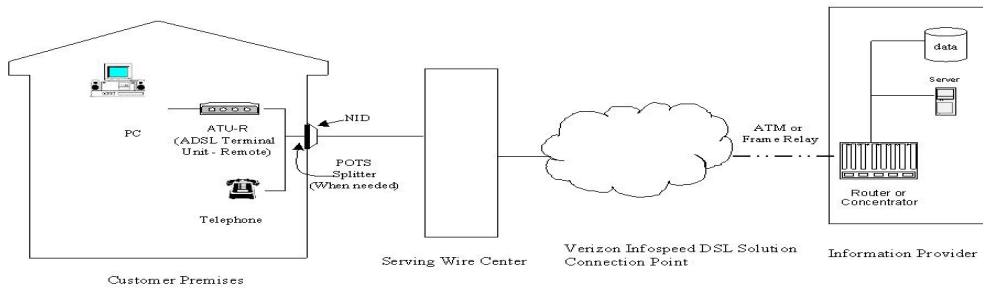 data
Server
NID
ATM or
Frame Relay
PC
ATU-R
(ADSL Terminal
Unit - Remote)
POTS
Splitter
(When needed)
Router or
Concentrator
Telephone
Serving Wire Center
Verizon Infospeed DSL Solution
Connection Point
Information Provider
Customer Premises